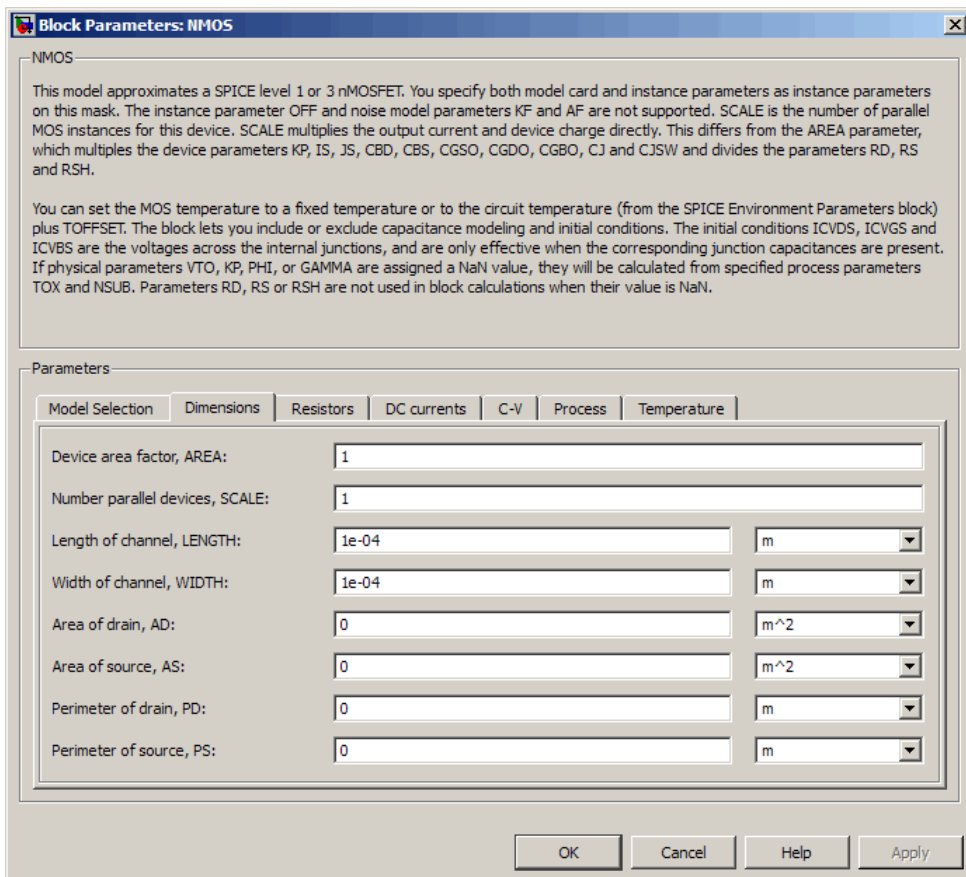 Block Parameters: NMOS
NMOS
This model approximates a SPICE level 1 or 3 nMOSFET. You specify both model card and instance parameters as instance parameters
on this mask. The instance parameter OFF and noise model parameters KF and AF are not supported. SCALE is the number of parallel
MOS instances for this device. SCALE multiplies the output current and device charge directly. This differs from the AREA parameter,
which multiples the device parameters KP, IS, JS, CBD, CBS, CGSO, CGDO, CGBO, CJ and CJSW and divides the parameters RD, RS
and RSH.
You can set the MOS temperature to a fixed temperature or to the circuit temperature (from the SPICE Environment Parameters block)
plus TOFFSET. The block lets you include or exclude capacitance modeling and initial conditions. The initial conditions ICVDS, ICVGS and
ICVBS are the voltages across the internal junctions, and are only effective when the corresponding junction capacitances are present.
If physical parameters VTO, KP, PHI, or GAMMA are assigned a NaN value, they will be calculated from specified process parameters
TOX and NSUB. Parameters RD, RS or RSH are not used in block calculations when their value is NaN.
Parameters
Model Selection Dimensions Resistors DC currents C-V Process Temperature
Device area factor, AREA: 1
Number parallel devices, SCALE: 1
Length of channel, LENGTH: 1e-04 m
Width of channel, WIDTH: 1e-04 m
Area of drain, AD: 0 m^2
Area of source, AS: 0 m^2
Perimeter of drain, PD: 0 m
Perimeter of source, PS: 0 m
OK Cancel Help Apply